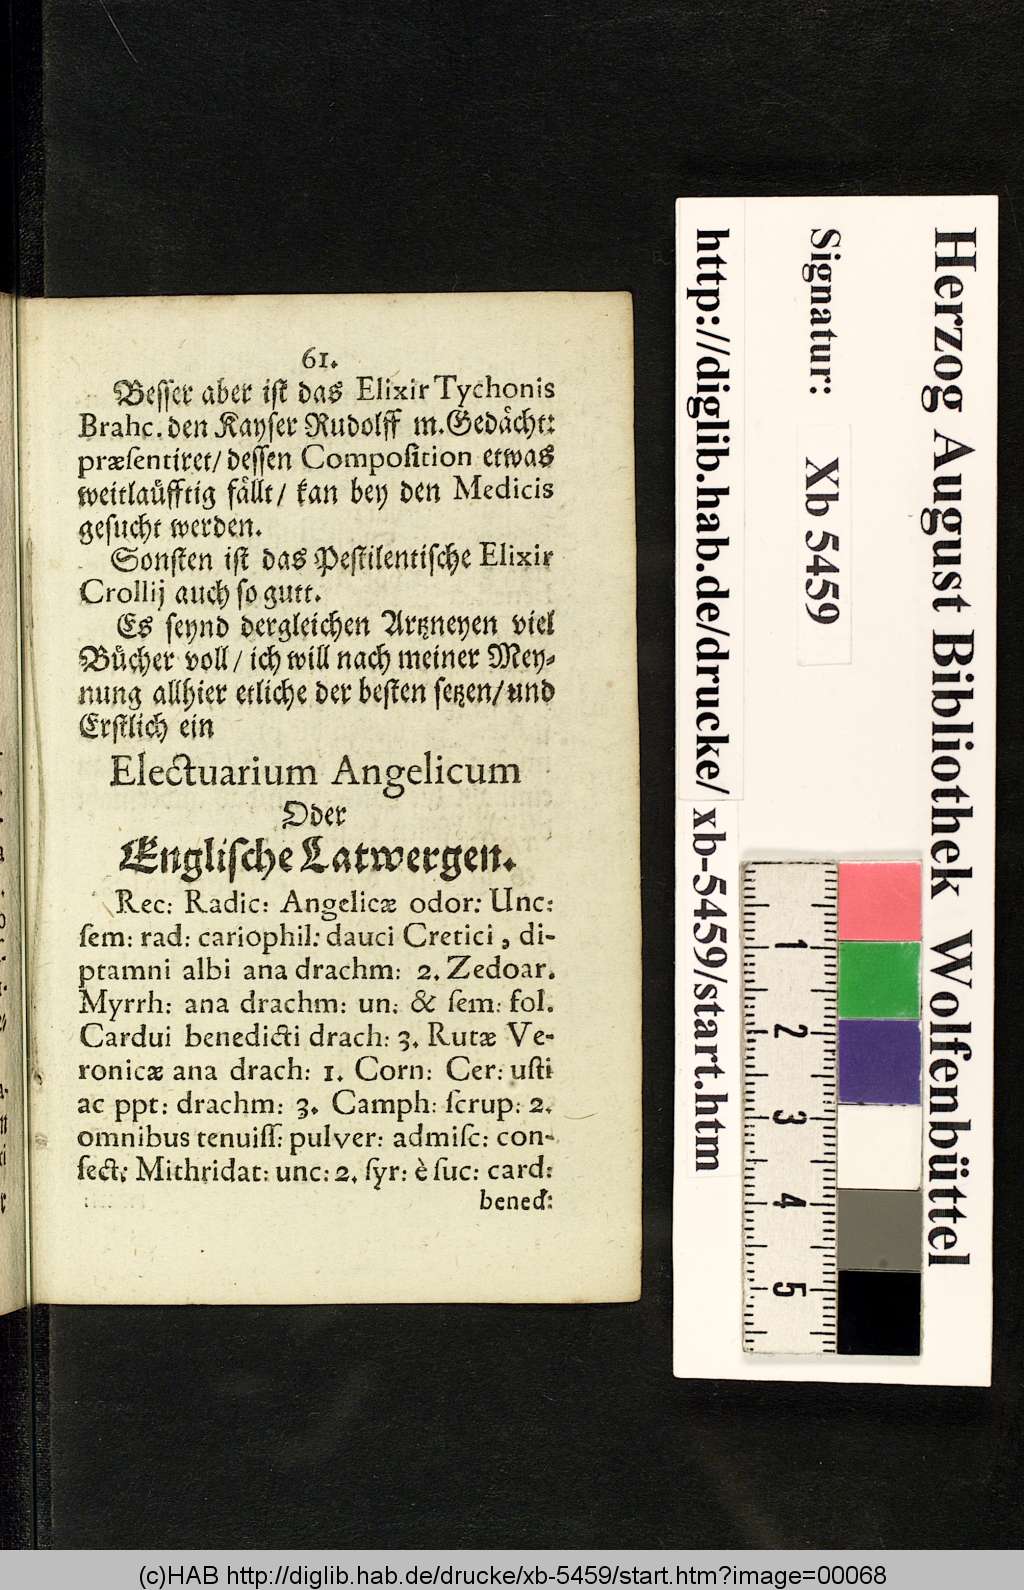 61.
Beſſer aber iſt das Elixir Tychonis
Brahc. den Kayſer Rudolff m. Gedächt:
præſentiret/ deſſen Compoſition etwas
weitläufftig fällt/ kan bey den Medicis
geſucht werden.
Sonſten iſt das Peſtilentiſche Elixir
Crollij auch ſo gutt.
Es ſeynd dergleichen Artzneyen viel
Bücher voll/ ich will nach meiner Mey-
nung allhier etliche der beſten ſetzen/ und
Erſtlich ein
Electuarium Angelicum
Oder
Engliſche Latwergen.
Rec: Radic: Angelicæ odor: Unc:
ſem: rad: cariophil: dauci Cretici, di-
ptamni albi ana drachm: 2. Zedoar.
Myrrh: ana drachm: un: & ſem: fol.
Cardui benedicti drach: 3. Rutæ Ve-
ronicæ ana drach: 1. Corn: Cer: uſti
ac ppt: drachm: 3. Camph: ſcrup: 2.
omnibus tenuiſſ: pulver: admiſc: con-
fect: Mithridat: unc: 2. ſyr: è ſuc: card:
bened:
Herzog August Bibliothek Wolfenbüttel
Signatur: Xb 5459
http://diglib.hab.de/drucke/ xb-5459/start.htm
1
2
3
4
5
(c)HAB http://diglib.hab.de/drucke/xb-5459/start.htm?image=00068